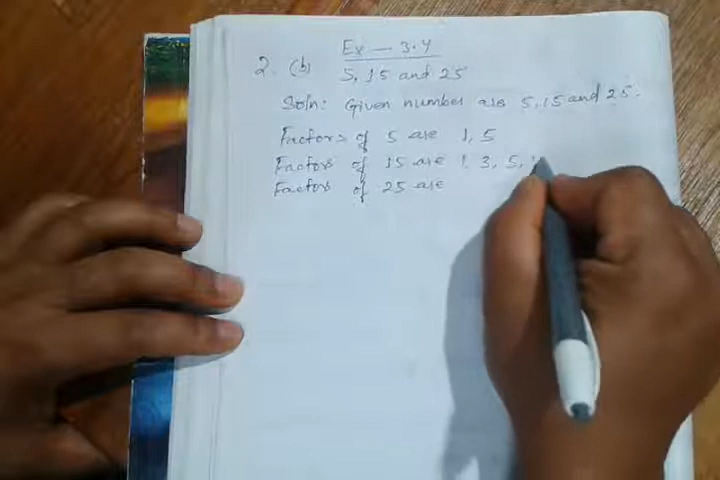 Ex — 3.4
2. (b) 5, 15 and 25
Soln: Given number are 5, 15 and 25.
Factors of 5 are 1, 5
Factors of 15 are 1, 3, 5,
Factors of 25 are